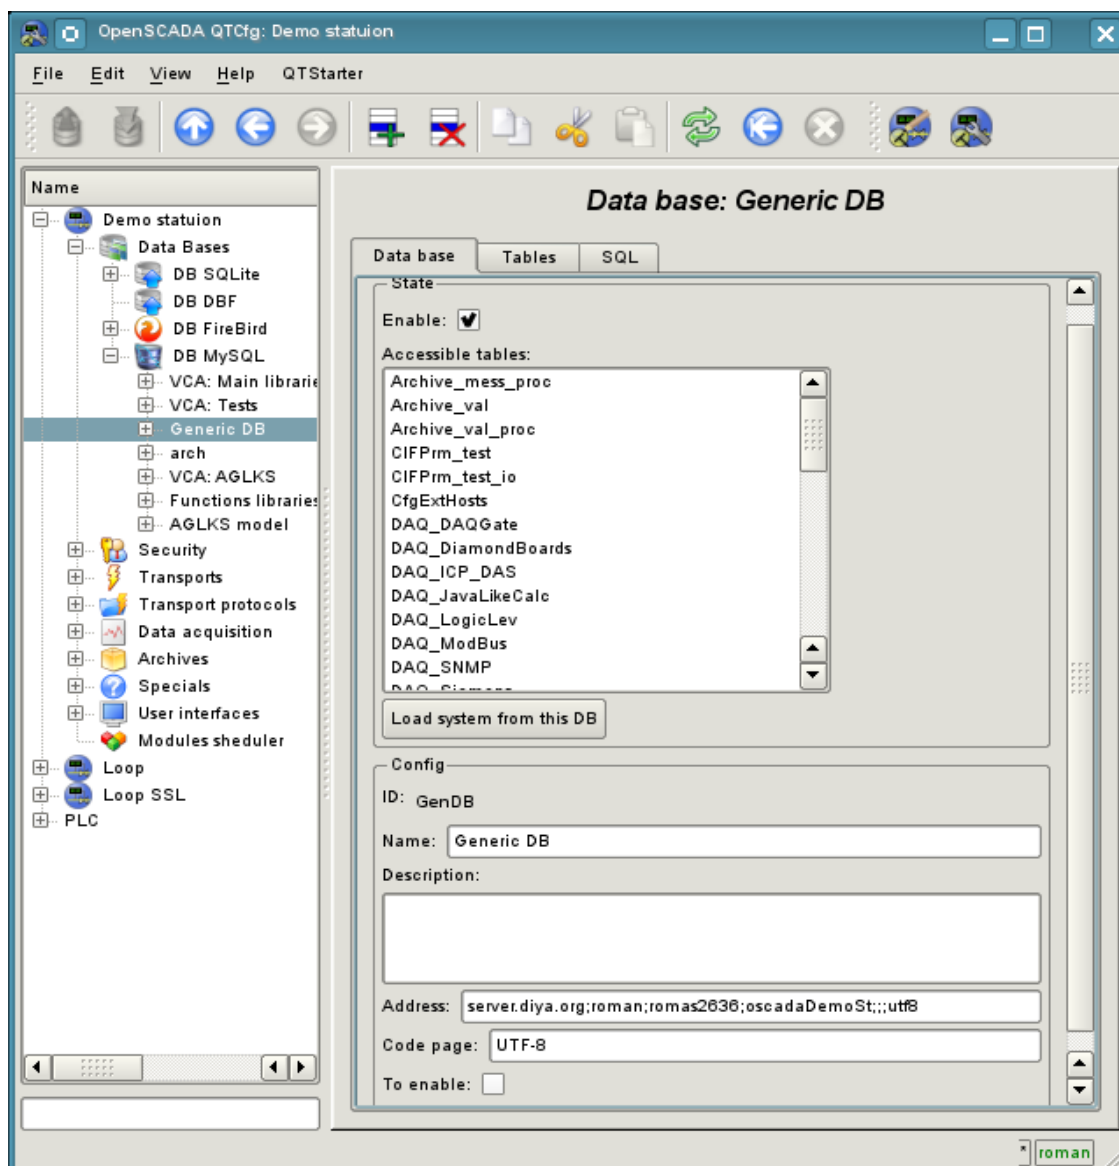 OpenSCADA QTCfg: Demo statuion
File Edit View Help QTStarter
Name
Demo statuion
Data Bases
DB SQLite
DB DBF
DB FireBird
DB MySQL
VCA: Main librarie
VCA: Tests
Generic DB
arch
VCA: AGLKS
Functions libraries
AGLKS model
Security
Transports
Transport protocols
Data acquisition
Archives
Specials
User interfaces
Modules sheduler
Loop
Loop SSL
PLC
Data base: Generic DB
Data base Tables SQL
State
Enable:
Accessible tables:
Archive_mess_proc
Archive_val
Archive_val_proc
CIFPrm_test
CIFPrm_test_io
CfgExtHosts
DAQ_DAQGate
DAQ_DiamondBoards
DAQ_ICP_DAS
DAQ_JavaLikeCalc
DAQ_LogicLev
DAQ_ModBus
DAQ_SNMP
DAQ_Siemens
Load system from this DB
Config
ID: GenDB
Name: Generic DB
Description:
Address: server.diya.org;roman;romas2636;oscadaDemoSt;;;utf8
Code page: UTF-8
To enable:
* roman